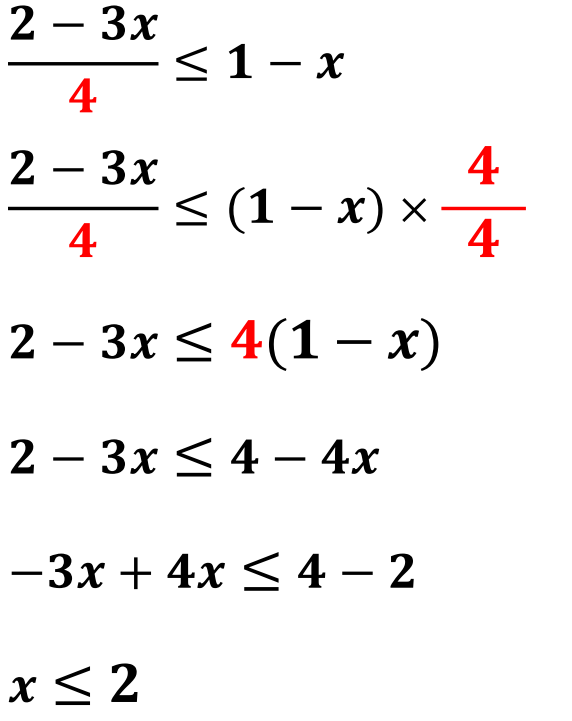 (2 − 3x)/4 ≤ 1 − x
(2 − 3x)/4 ≤ (1 − x) × 4/4
2 − 3x ≤ 4(1 − x)
2 − 3x ≤ 4 − 4x
−3x + 4x ≤ 4 − 2
x ≤ 2